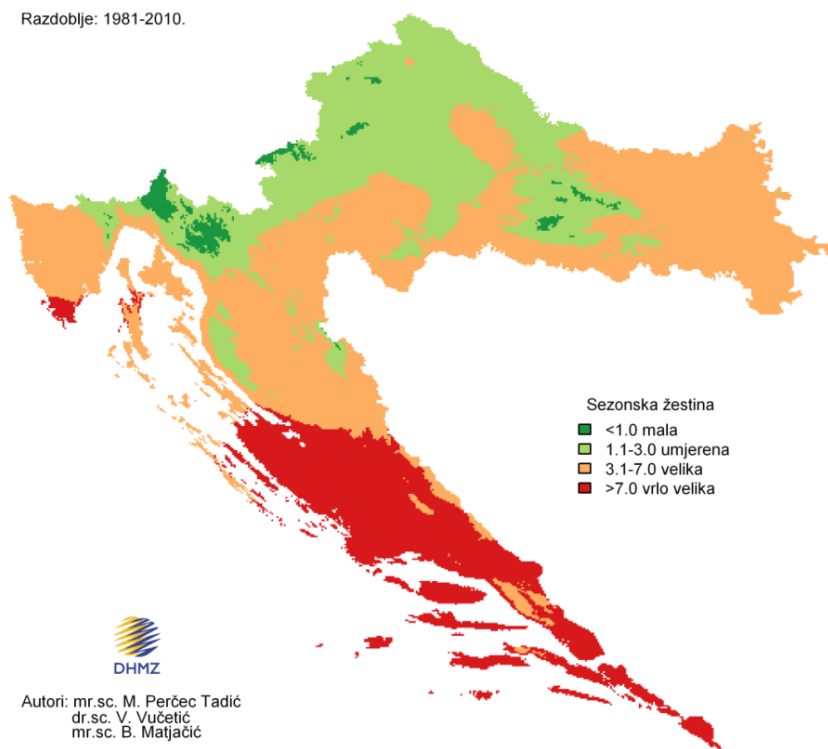 Razdoblje: 1981-2010.
Sezonska žestina
<1.0 mala
1.1-3.0 umjerena
3.1-7.0 velika
>7.0 vrlo velika
DHMZ
Autori: mr.sc. M. Perčec Tadić
dr.sc. V. Vučetić
mr.sc. B. Matjačić